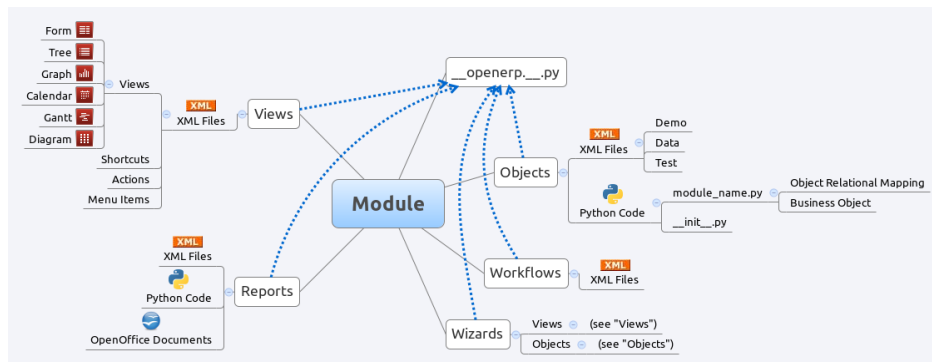 Form
Tree
Graph
Calendar
Gantt
Diagram
Views
Shortcuts
Actions
Menu Items
XML
XML Files
Views
__openerp.__.py
Module
Objects
XML
XML Files
Demo
Data
Test
Python Code
module_name.py
Object Relational Mapping
Business Object
__init__.py
Workflows
XML
XML Files
Wizards
Views (see "Views")
Objects (see "Objects")
Reports
XML
XML Files
Python Code
OpenOffice Documents